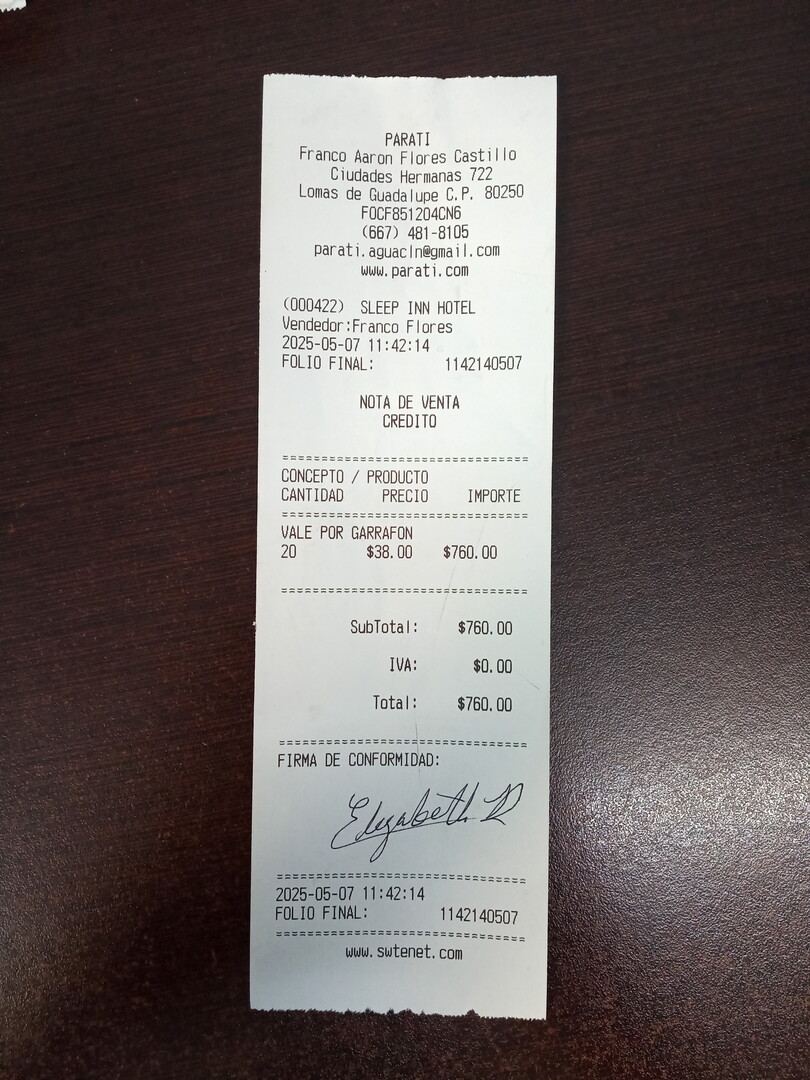 PARATI
Franco Aaron Flores Castillo
Ciudades Hermanas 722
Lomas de Guadalupe C.P. 80250
FOCF851204CN6
(667) 481-8105
parati.aguacln@gmail.com
www.parati.com
(000422) SLEEP INN HOTEL
Vendedor:Franco Flores
2025-05-07 11:42:14
FOLIO FINAL: 1142140507
NOTA DE VENTA
CREDITO
==============================
CONCEPTO / PRODUCTO
CANTIDAD PRECIO IMPORTE
==============================
VALE POR GARRAFON
20 $38.00 $760.00
==============================
SubTotal: $760.00
IVA: $0.00
Total: $760.00
==============================
FIRMA DE CONFORMIDAD:
Elizabeth R
==============================
2025-05-07 11:42:14
FOLIO FINAL: 1142140507
==============================
www.swtenet.com